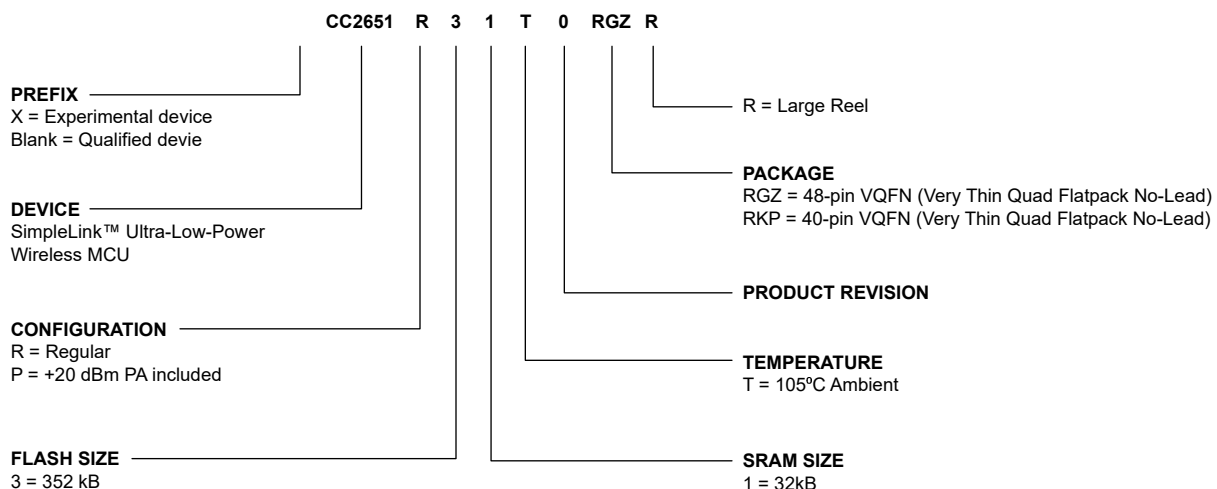 CC2651 R 3 1 T 0 RGZ R
PREFIX
X = Experimental device
Blank = Qualified devie
DEVICE
SimpleLink™ Ultra-Low-Power
Wireless MCU
CONFIGURATION
R = Regular
P = +20 dBm PA included
FLASH SIZE
3 = 352 kB
R = Large Reel
PACKAGE
RGZ = 48-pin VQFN (Very Thin Quad Flatpack No-Lead)
RKP = 40-pin VQFN (Very Thin Quad Flatpack No-Lead)
PRODUCT REVISION
TEMPERATURE
T = 105ºC Ambient
SRAM SIZE
1 = 32kB